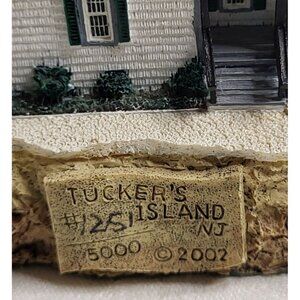 TUCKER'S
#1251 ISLAND
NJ
5000 © 2002